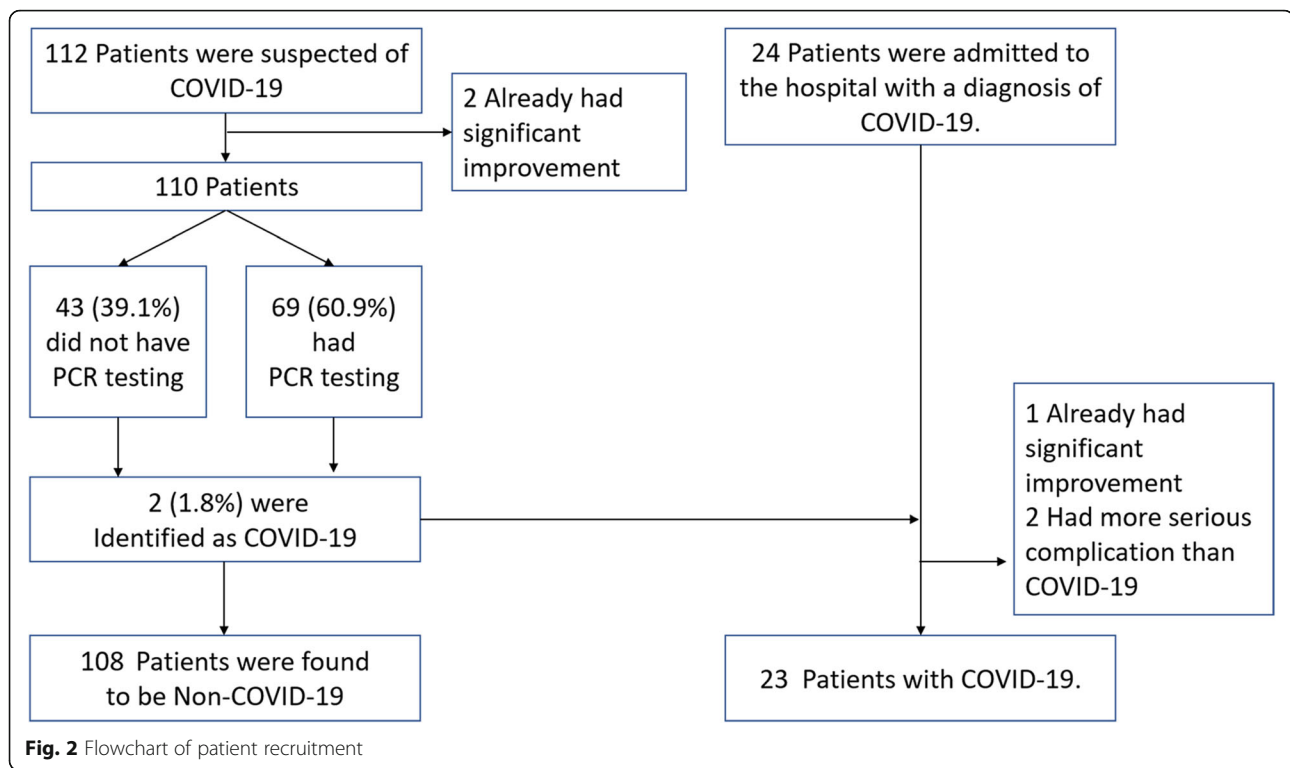 112 Patients were suspected of
COVID-19
2 Already had
significant
improvement
110 Patients
43 (39.1%)
did not have
PCR testing
69 (60.9%)
had
PCR testing
2 (1.8%) were
Identified as COVID-19
108 Patients were found
to be Non-COVID-19
24 Patients were admitted to
the hospital with a diagnosis of
COVID-19.
1 Already had
significant
improvement
2 Had more serious
complication than
COVID-19
23 Patients with COVID-19.
Fig. 2 Flowchart of patient recruitment